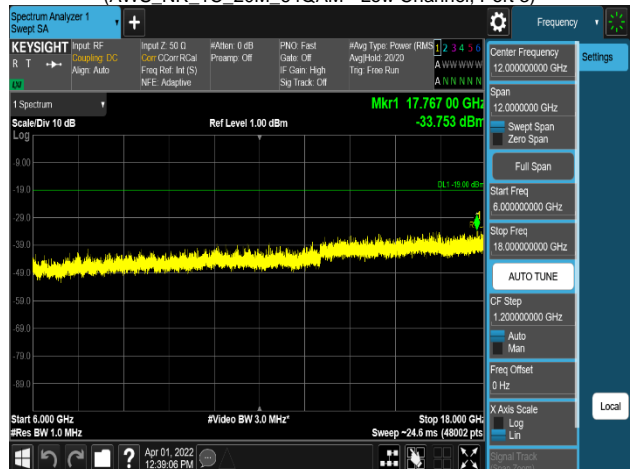 Spectrum Analyzer 1
Swept SA
Frequency
KEYSIGHT
R T
LXI
Input: RF
Coupling: DC
Align: Auto
Input Z: 50 Ω
Corr CCorr RCal
Freq Ref: Int (S)
NFE: Adaptive
#Atten: 0 dB
Preamp: Off
PNO: Fast
Gate: Off
IF Gain: High
Sig Track: Off
#Avg Type: Power (RMS)
Avg|Hold: 20/20
Trig: Free Run
1 2 3 4 5 6
A W W W W W
A N N N N N
1 Spectrum
Scale/Div 10 dB
Log
Ref Level 1.00 dBm
Mkr1 17.767 00 GHz
-33.753 dBm
-9.00
-19.0
-29.0
-39.0
-49.0
-59.0
-69.0
-79.0
-89.0
DL1 -19.00 dBm
Start 6.000 GHz
#Res BW 1.0 MHz
#Video BW 3.0 MHz*
Stop 18.000 GHz
Sweep ~24.6 ms (48002 pts)
Center Frequency
12.000000000 GHz
Settings
Span
12.0000000 GHz
Swept Span
Zero Span
Full Span
Start Freq
6.000000000 GHz
Stop Freq
18.000000000 GHz
AUTO TUNE
CF Step
1.200000000 GHz
Auto
Man
Freq Offset
0 Hz
X Axis Scale
Log
Lin
Local
Signal Track
(Span Zoom)
Apr 01, 2022
12:39:06 PM